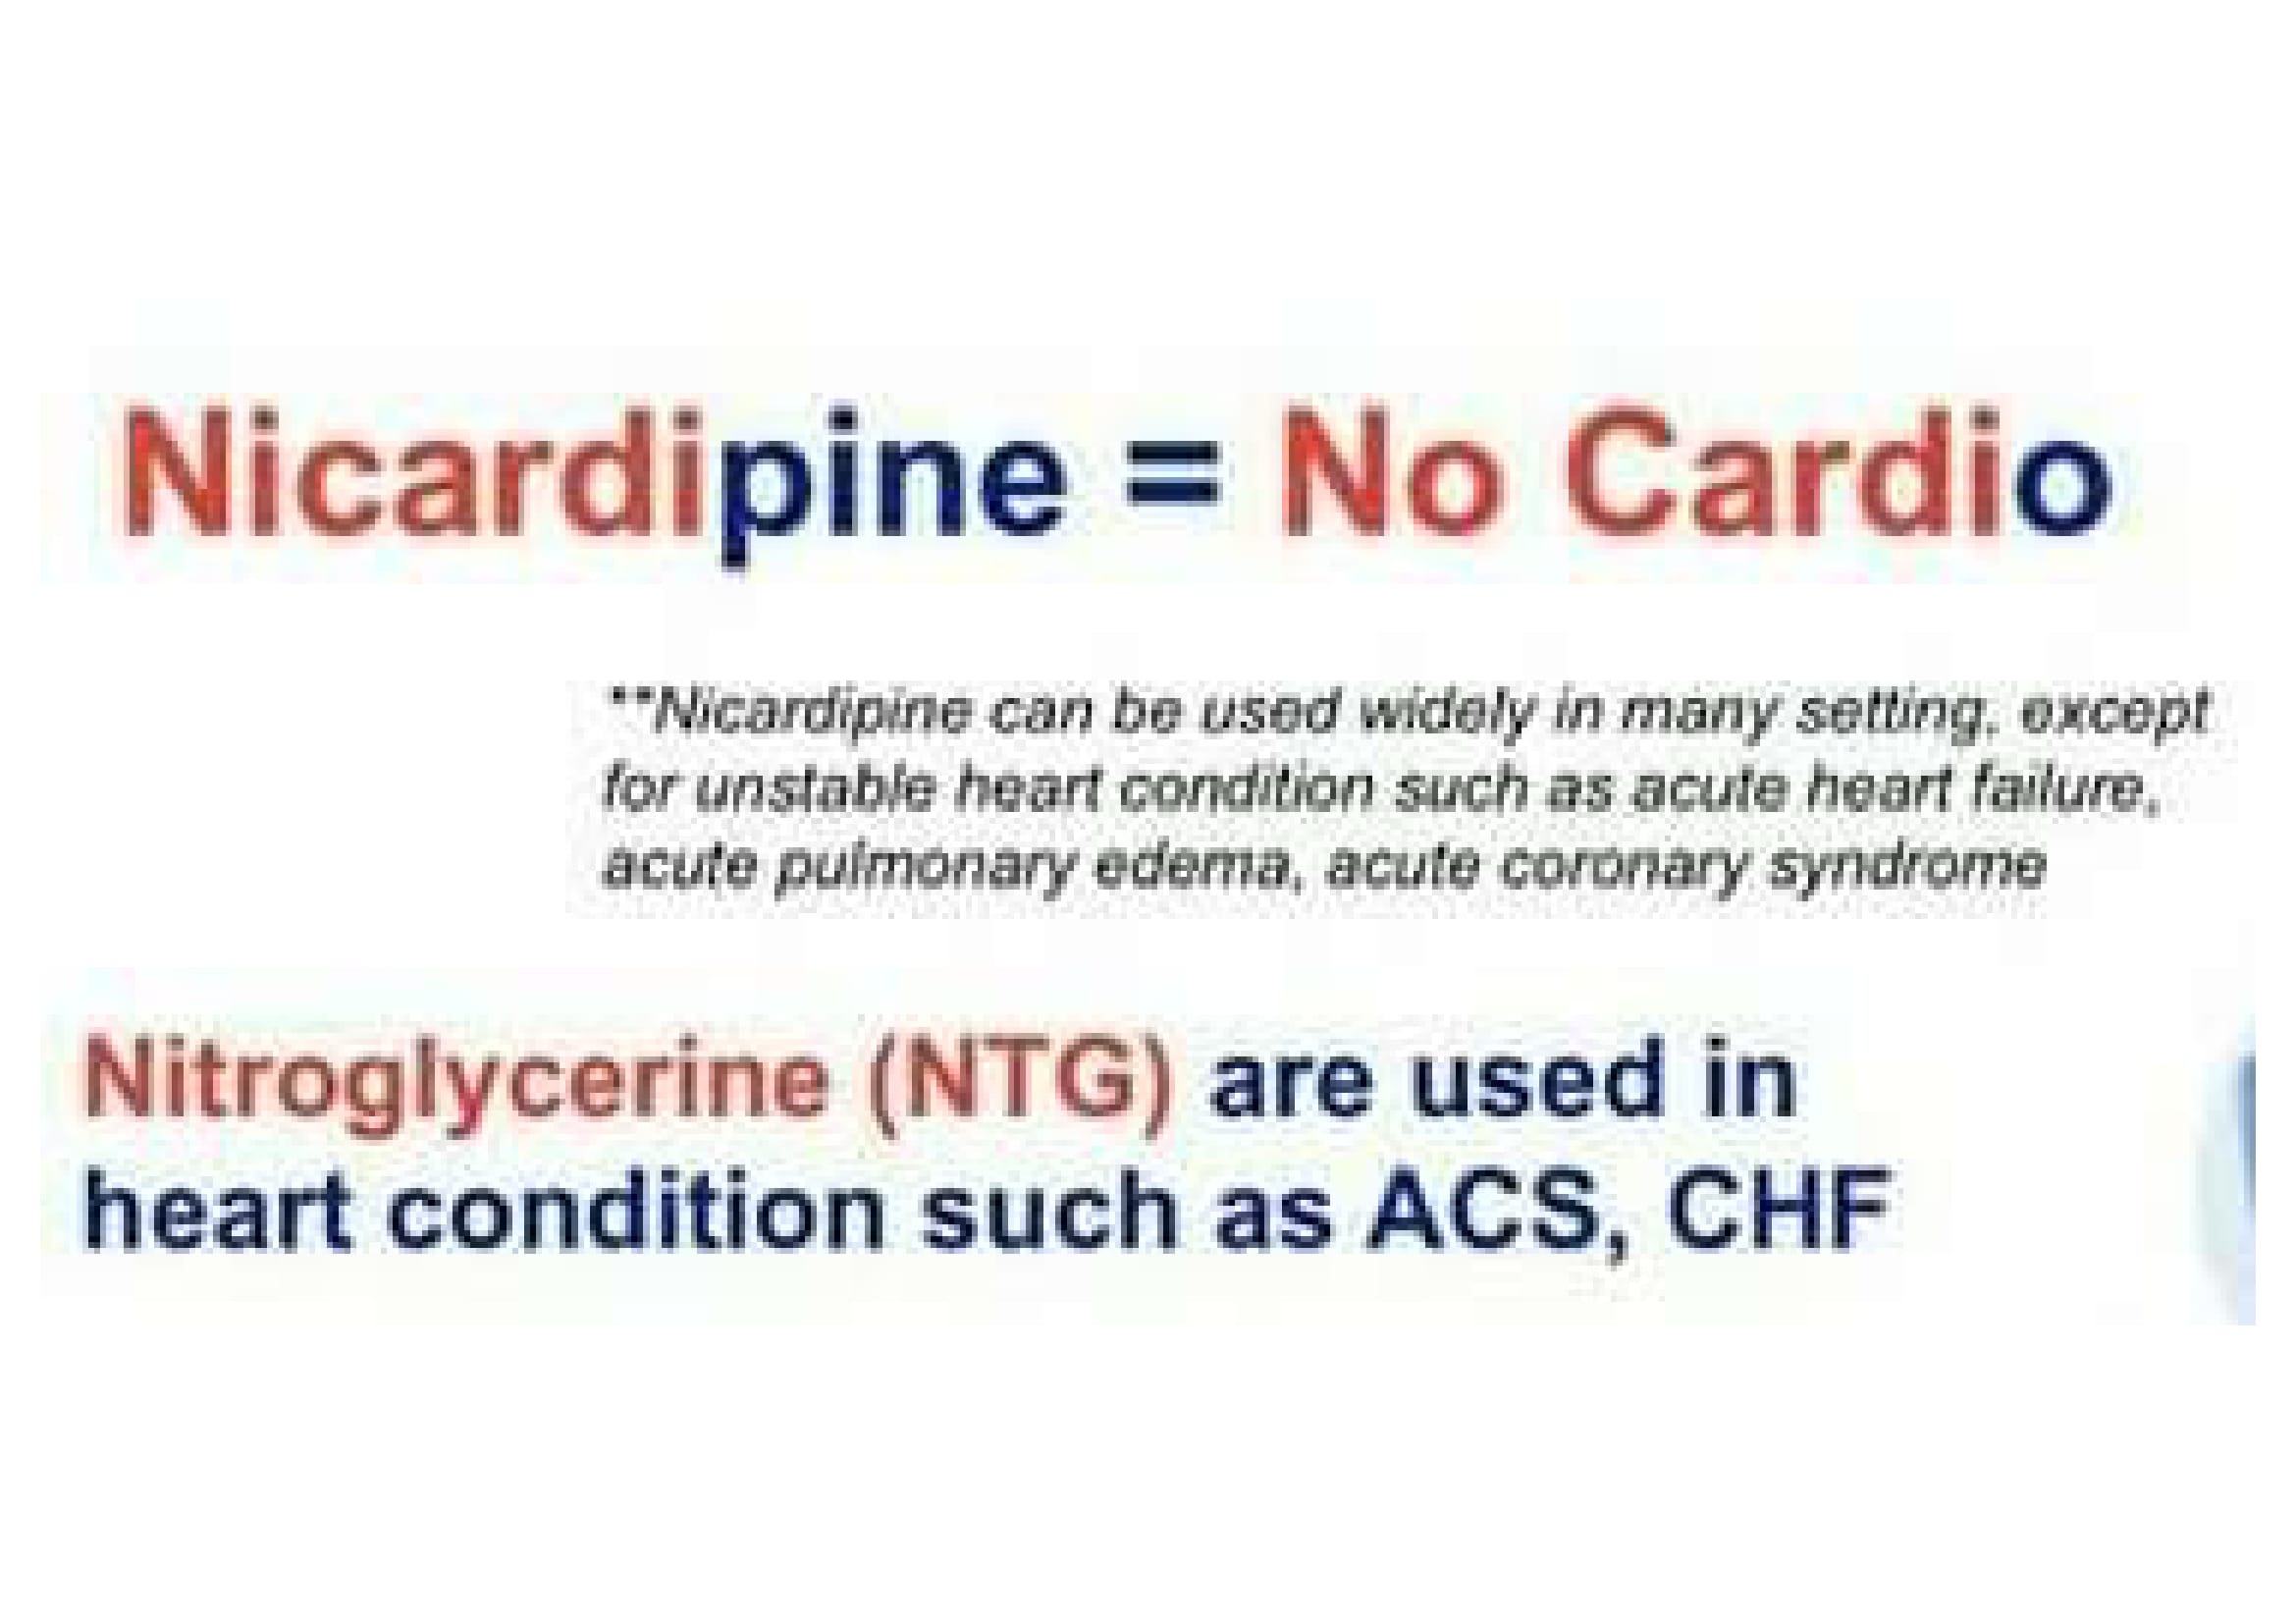 Nicardipine = No Cardio
**Nicardipine can be used widely in many setting, except
for unstable heart condition such as acute heart failure,
acute pulmonary edema, acute coronary syndrome
Nitroglycerine (NTG) are used in
heart condition such as ACS, CHF